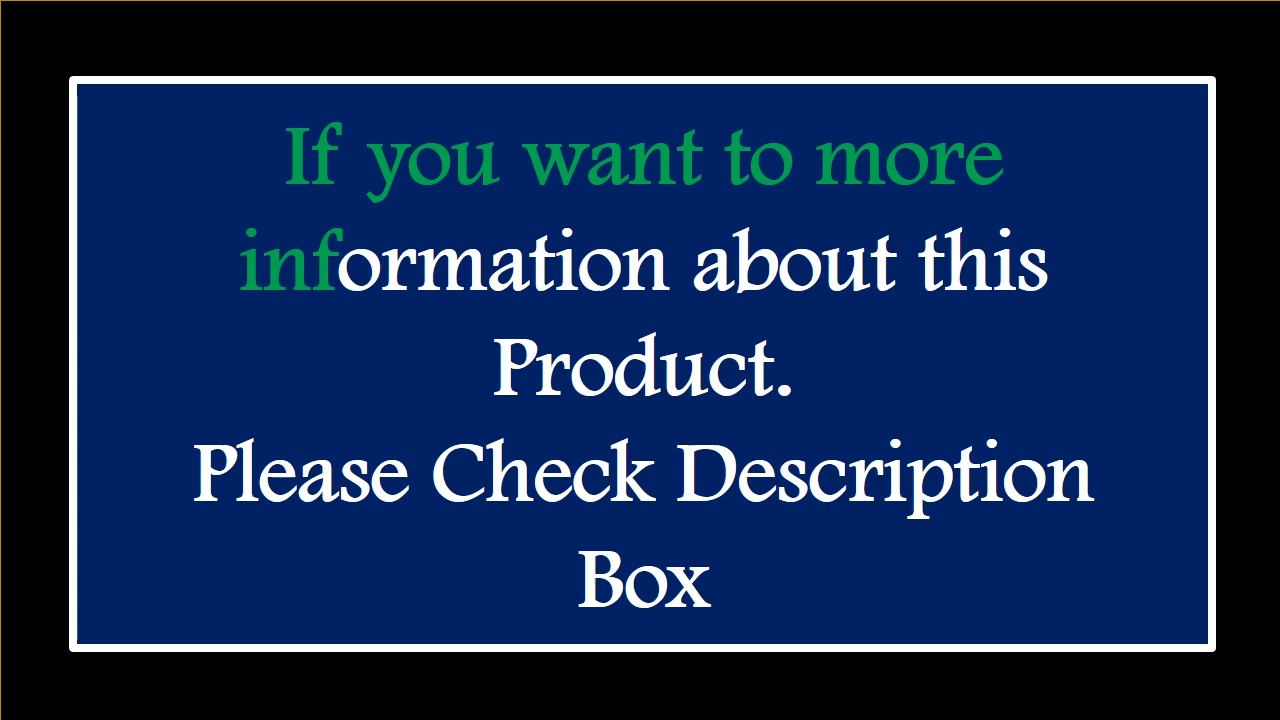 If you want to more
information about this
Product.
Please Check Description
Box